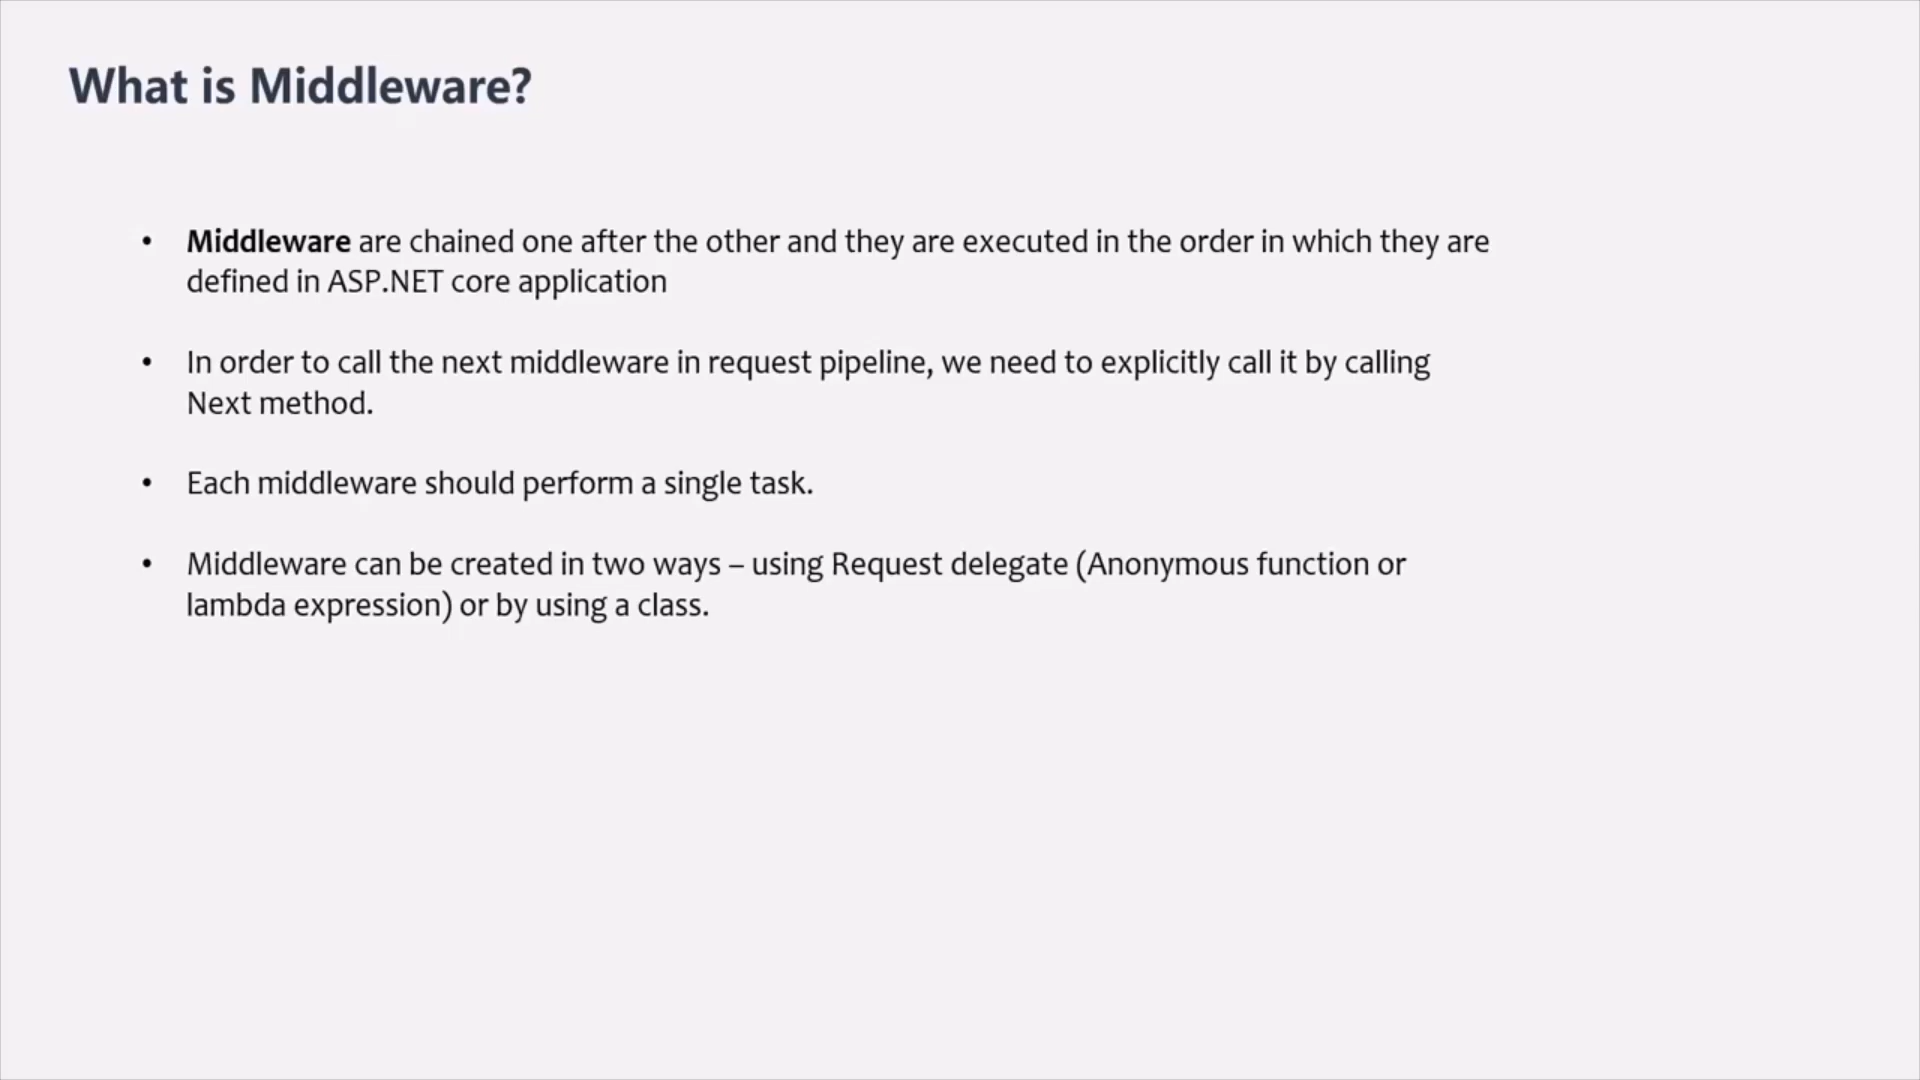 What is Middleware?
• Middleware are chained one after the other and they are executed in the order in which they are
defined in ASP.NET core application
• In order to call the next middleware in request pipeline, we need to explicitly call it by calling
Next method.
• Each middleware should perform a single task.
• Middleware can be created in two ways – using Request delegate (Anonymous function or
lambda expression) or by using a class.